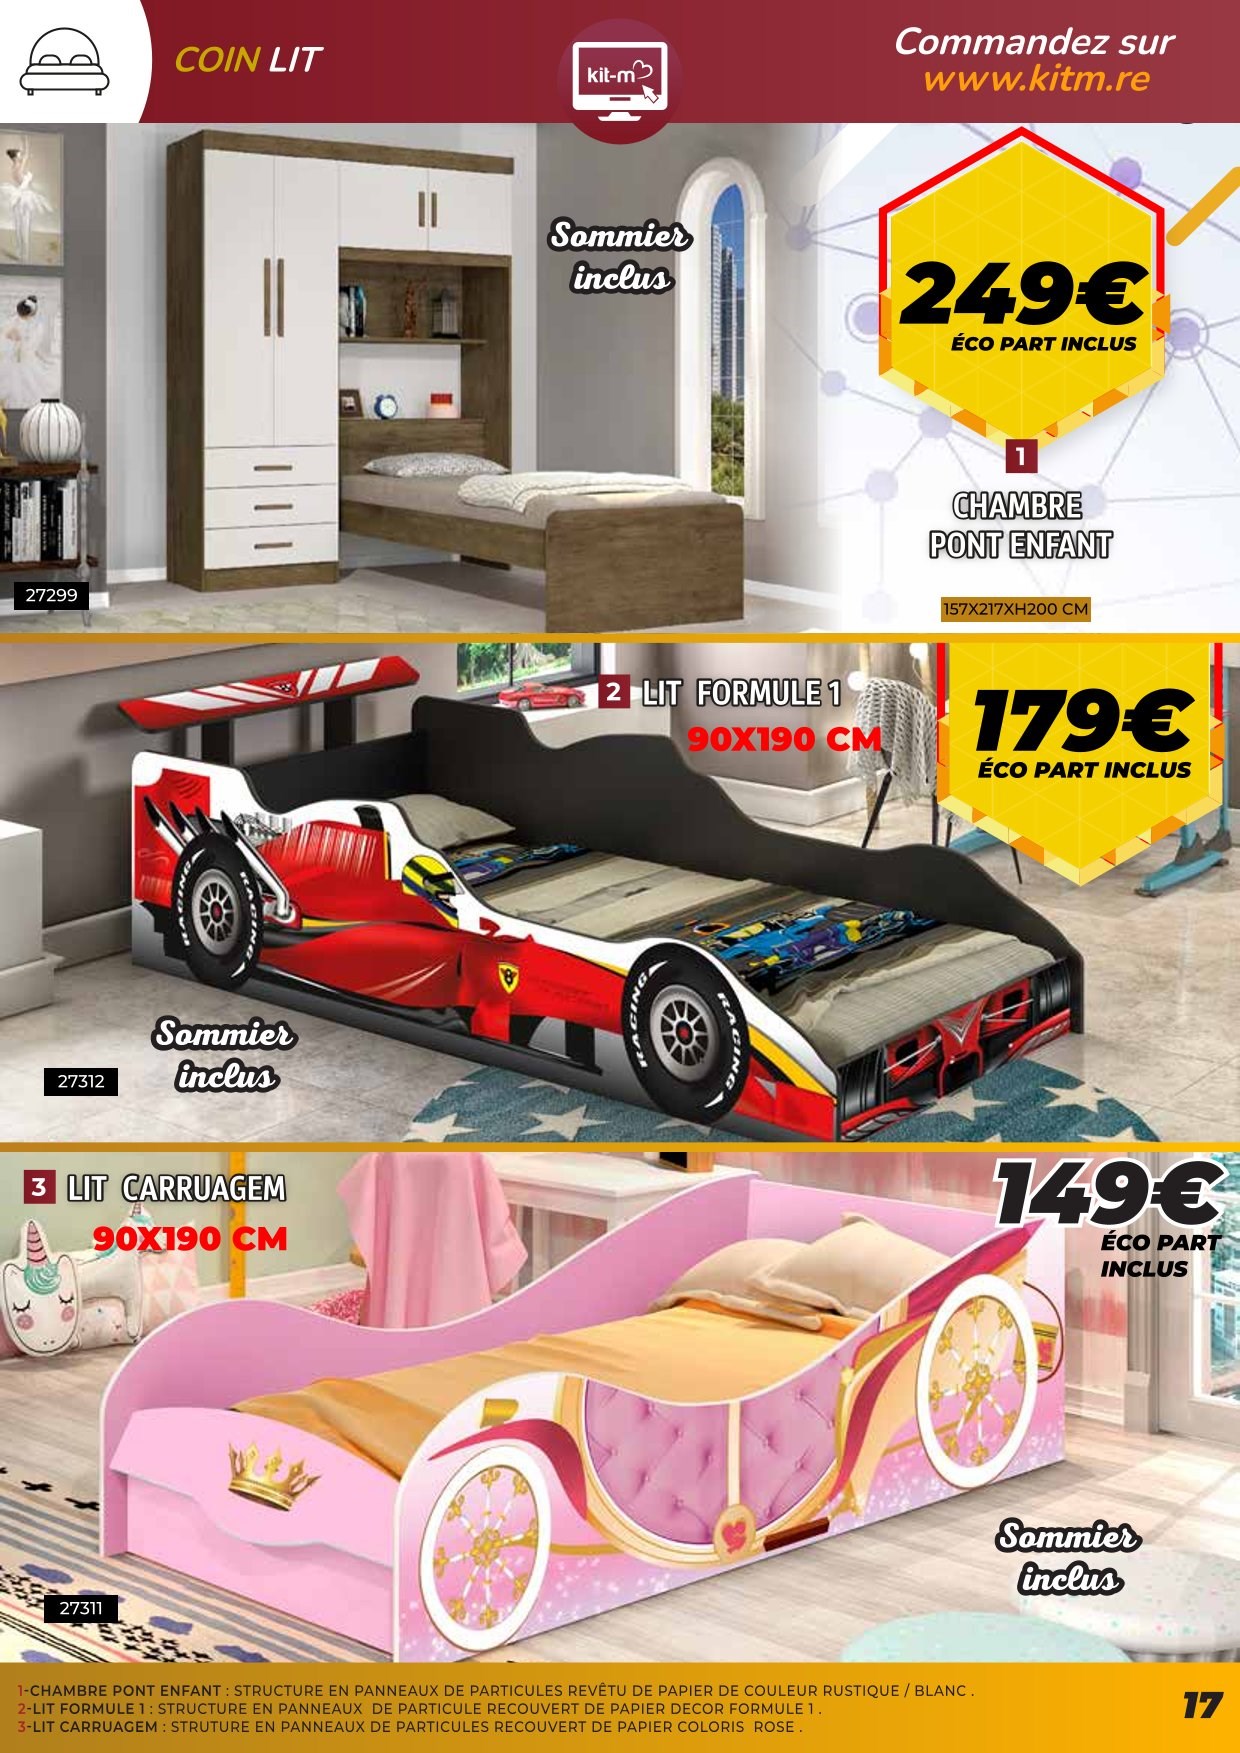 COIN LIT
kit-m
Commandez sur
www.kitm.re
Sommier
inclus
249€
ÉCO PART INCLUS
1
CHAMBRE
PONT ENFANT
157X217XH200 CM
27299
2 LIT FORMULE 1
90X190 CM
179€
ÉCO PART INCLUS
RACING
RACING
RACING
RACING
Sommier
inclus
27312
3 LIT CARRUAGEM
90X190 CM
149€
ÉCO PART
INCLUS
Sommier
inclus
27311
1-CHAMBRE PONT ENFANT : STRUCTURE EN PANNEAUX DE PARTICULES REVÊTU DE PAPIER DE COULEUR RUSTIQUE / BLANC .
2-LIT FORMULE 1 : STRUCTURE EN PANNEAUX DE PARTICULE RECOUVERT DE PAPIER DECOR FORMULE 1 .
3-LIT CARRUAGEM : STRUTURE EN PANNEAUX DE PARTICULES RECOUVERT DE PAPIER COLORIS ROSE .
17